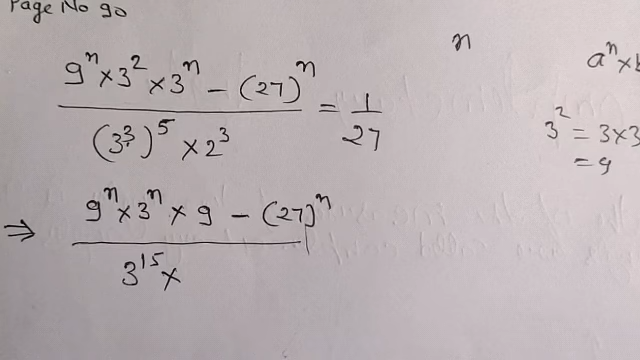 Page No 90
n
9^n × 3^2 × 3^n - (27)^n / (3^3)^5 × 2^3 = 1/27
a^n ×
3^2 = 3×3
= 9
⇒ 9^n × 3^n × 9 - (27)^n / 3^15 ×